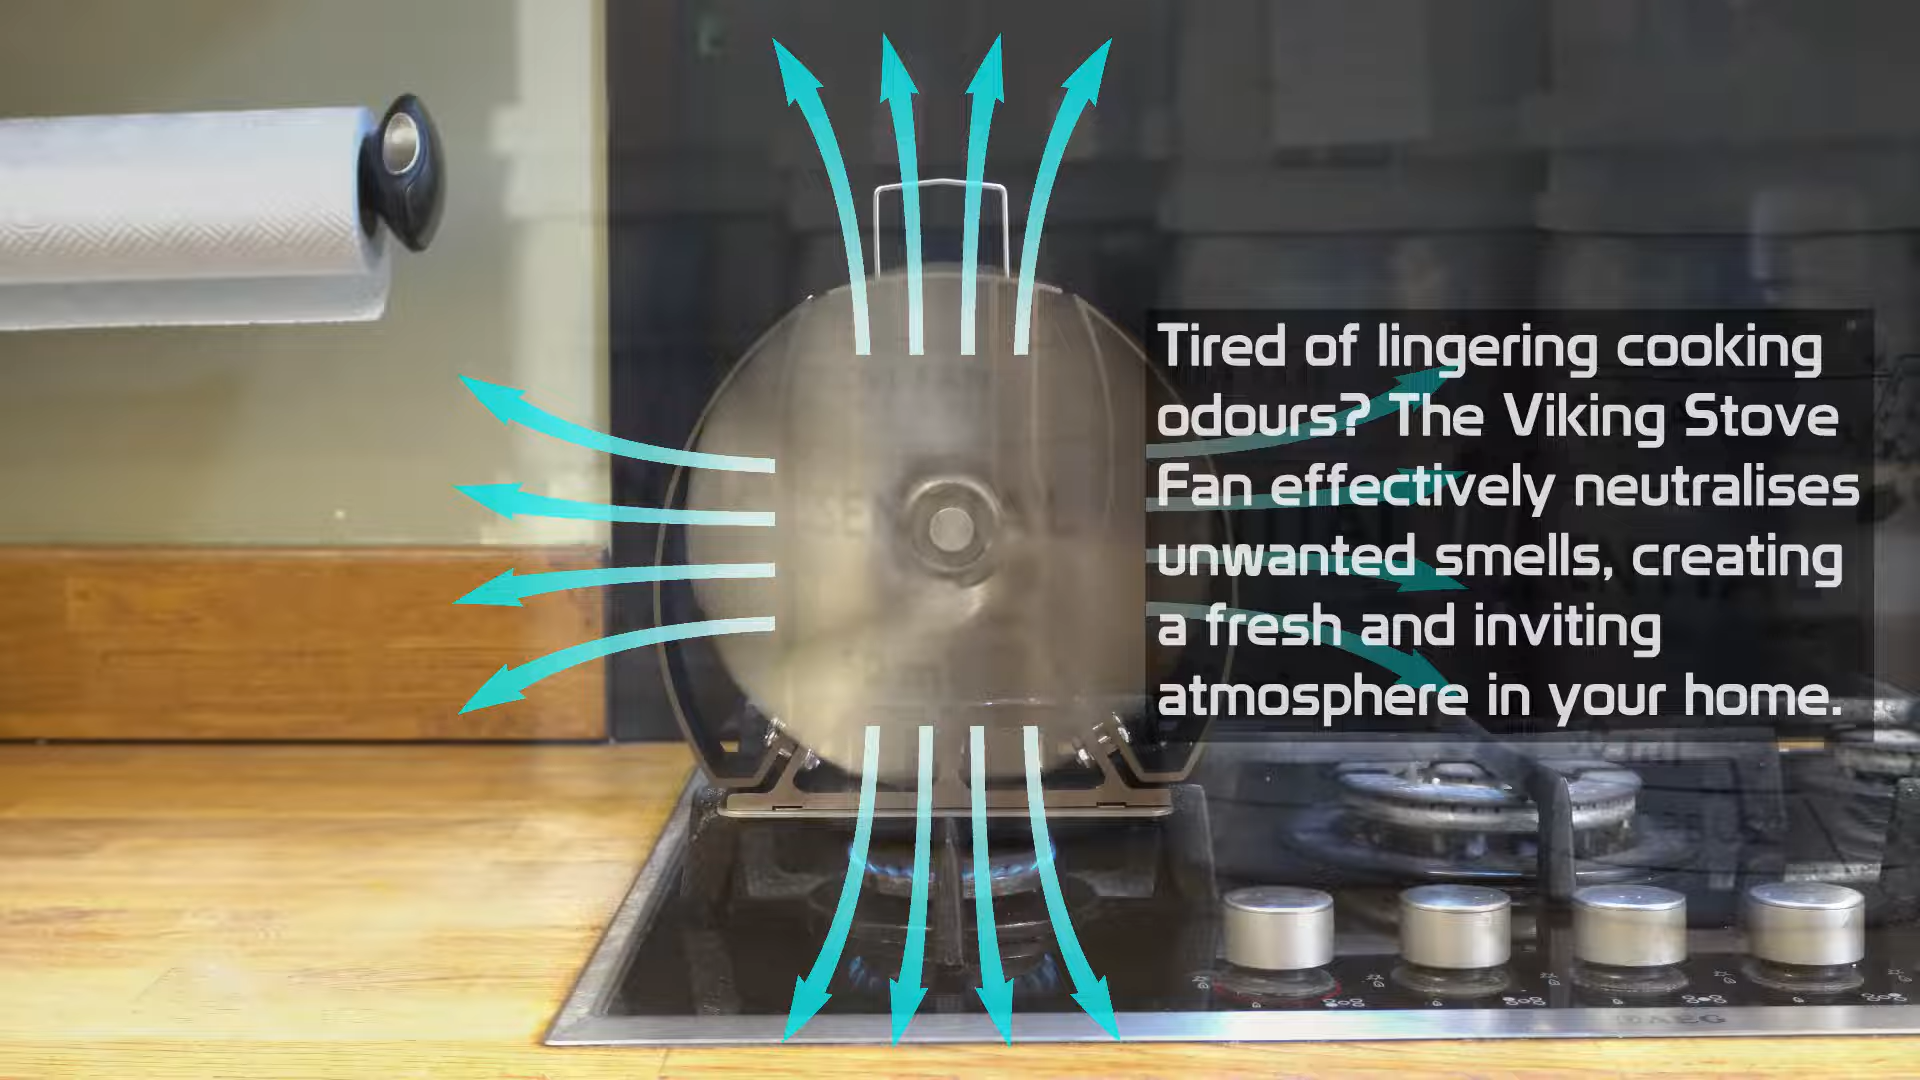 Tired of lingering cooking
odours? The Viking Stove
Fan effectively neutralises
unwanted smells, creating
a fresh and inviting
atmosphere in your home.
AEG